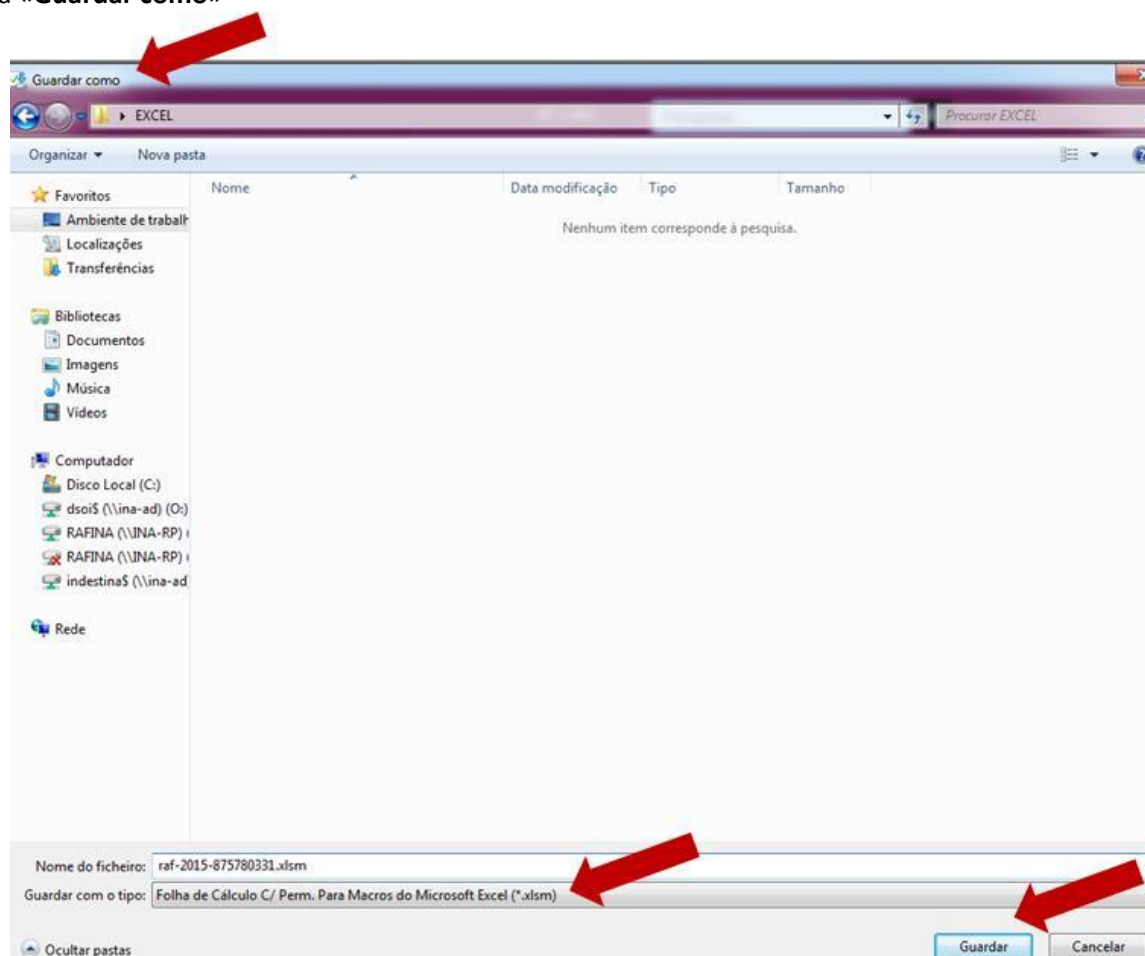 a «Guardar como»
Guardar como
EXCEL
Procurar EXCEL
Organizar
Nova pasta
Nome
Data modificação
Tipo
Tamanho
Nenhum item corresponde à pesquisa.
Favoritos
Ambiente de trabalh
Localizações
Transferências
Bibliotecas
Documentos
Imagens
Música
Vídeos
Computador
Disco Local (C:)
dsoi$ (\\ina-ad) (O:)
RAFINA (\\INA-RP) (
RAFINA (\\INA-RP) (
indestina$ (\\ina-ad
Rede
Nome do ficheiro: raf-2015-875780331.xlsm
Guardar com o tipo: Folha de Cálculo C/ Perm. Para Macros do Microsoft Excel (*.xlsm)
Ocultar pastas
Guardar
Cancelar